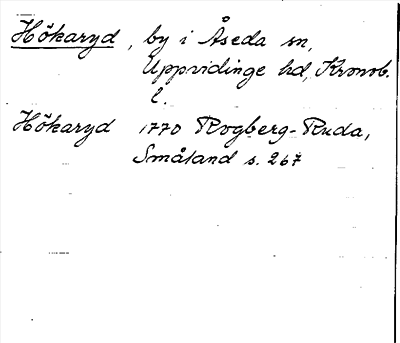 Hökaryd, by i Åseda sn,
Uppvidinge hd, Kronob.
l.
Hökaryd 1770 Rogberg-Ruda,
Småland s. 267